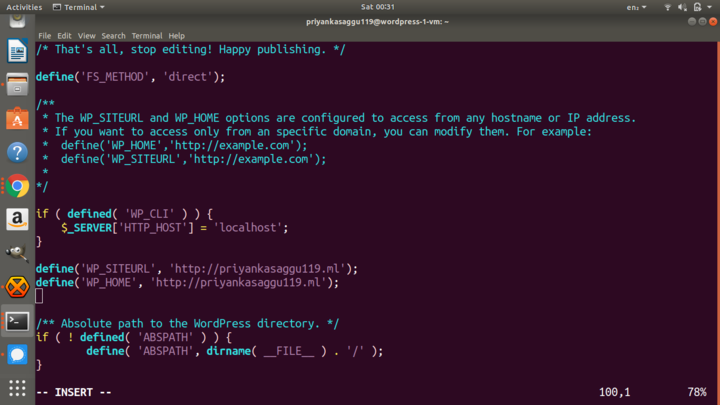 Activities Terminal Sat 00:31 en:
priyankasaggu119@wordpress-1-vm: ~
File Edit View Search Terminal Help
/* That's all, stop editing! Happy publishing. */
define('FS_METHOD', 'direct');
/**
* The WP_SITEURL and WP_HOME options are configured to access from any hostname or IP address.
* If you want to access only from an specific domain, you can modify them. For example:
* define('WP_HOME','http://example.com');
* define('WP_SITEURL','http://example.com');
*
*/
if ( defined( 'WP_CLI' ) ) {
$_SERVER['HTTP_HOST'] = 'localhost';
}
define('WP_SITEURL', 'http://priyankasaggu119.ml');
define('WP_HOME', 'http://priyankasaggu119.ml');
/** Absolute path to the WordPress directory. */
if ( ! defined( 'ABSPATH' ) ) {
define( 'ABSPATH', dirname( __FILE__ ) . '/' );
}
-- INSERT -- 100,1 78%